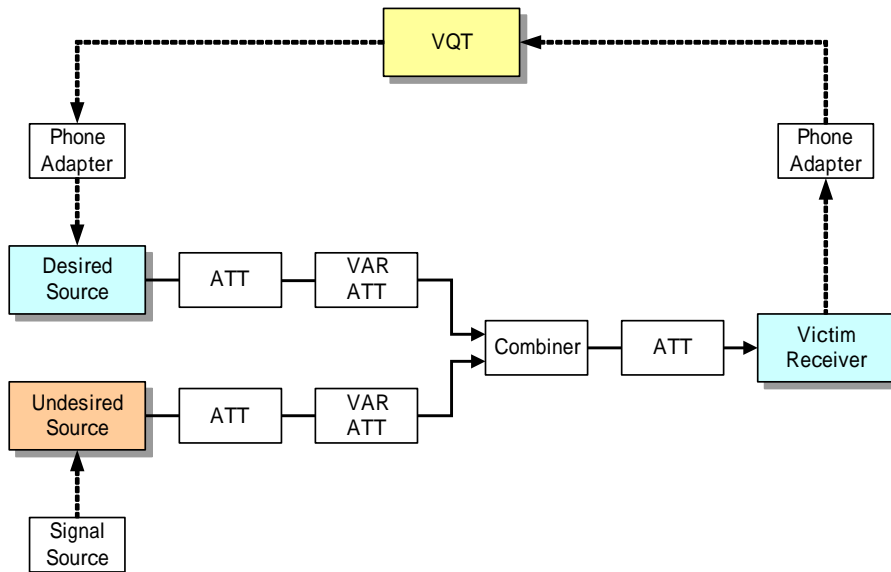 VQT
Phone
Adapter
Phone
Adapter
Desired
Source
ATT
VAR
ATT
Combiner
ATT
Victim
Receiver
Undesired
Source
ATT
VAR
ATT
Signal
Source